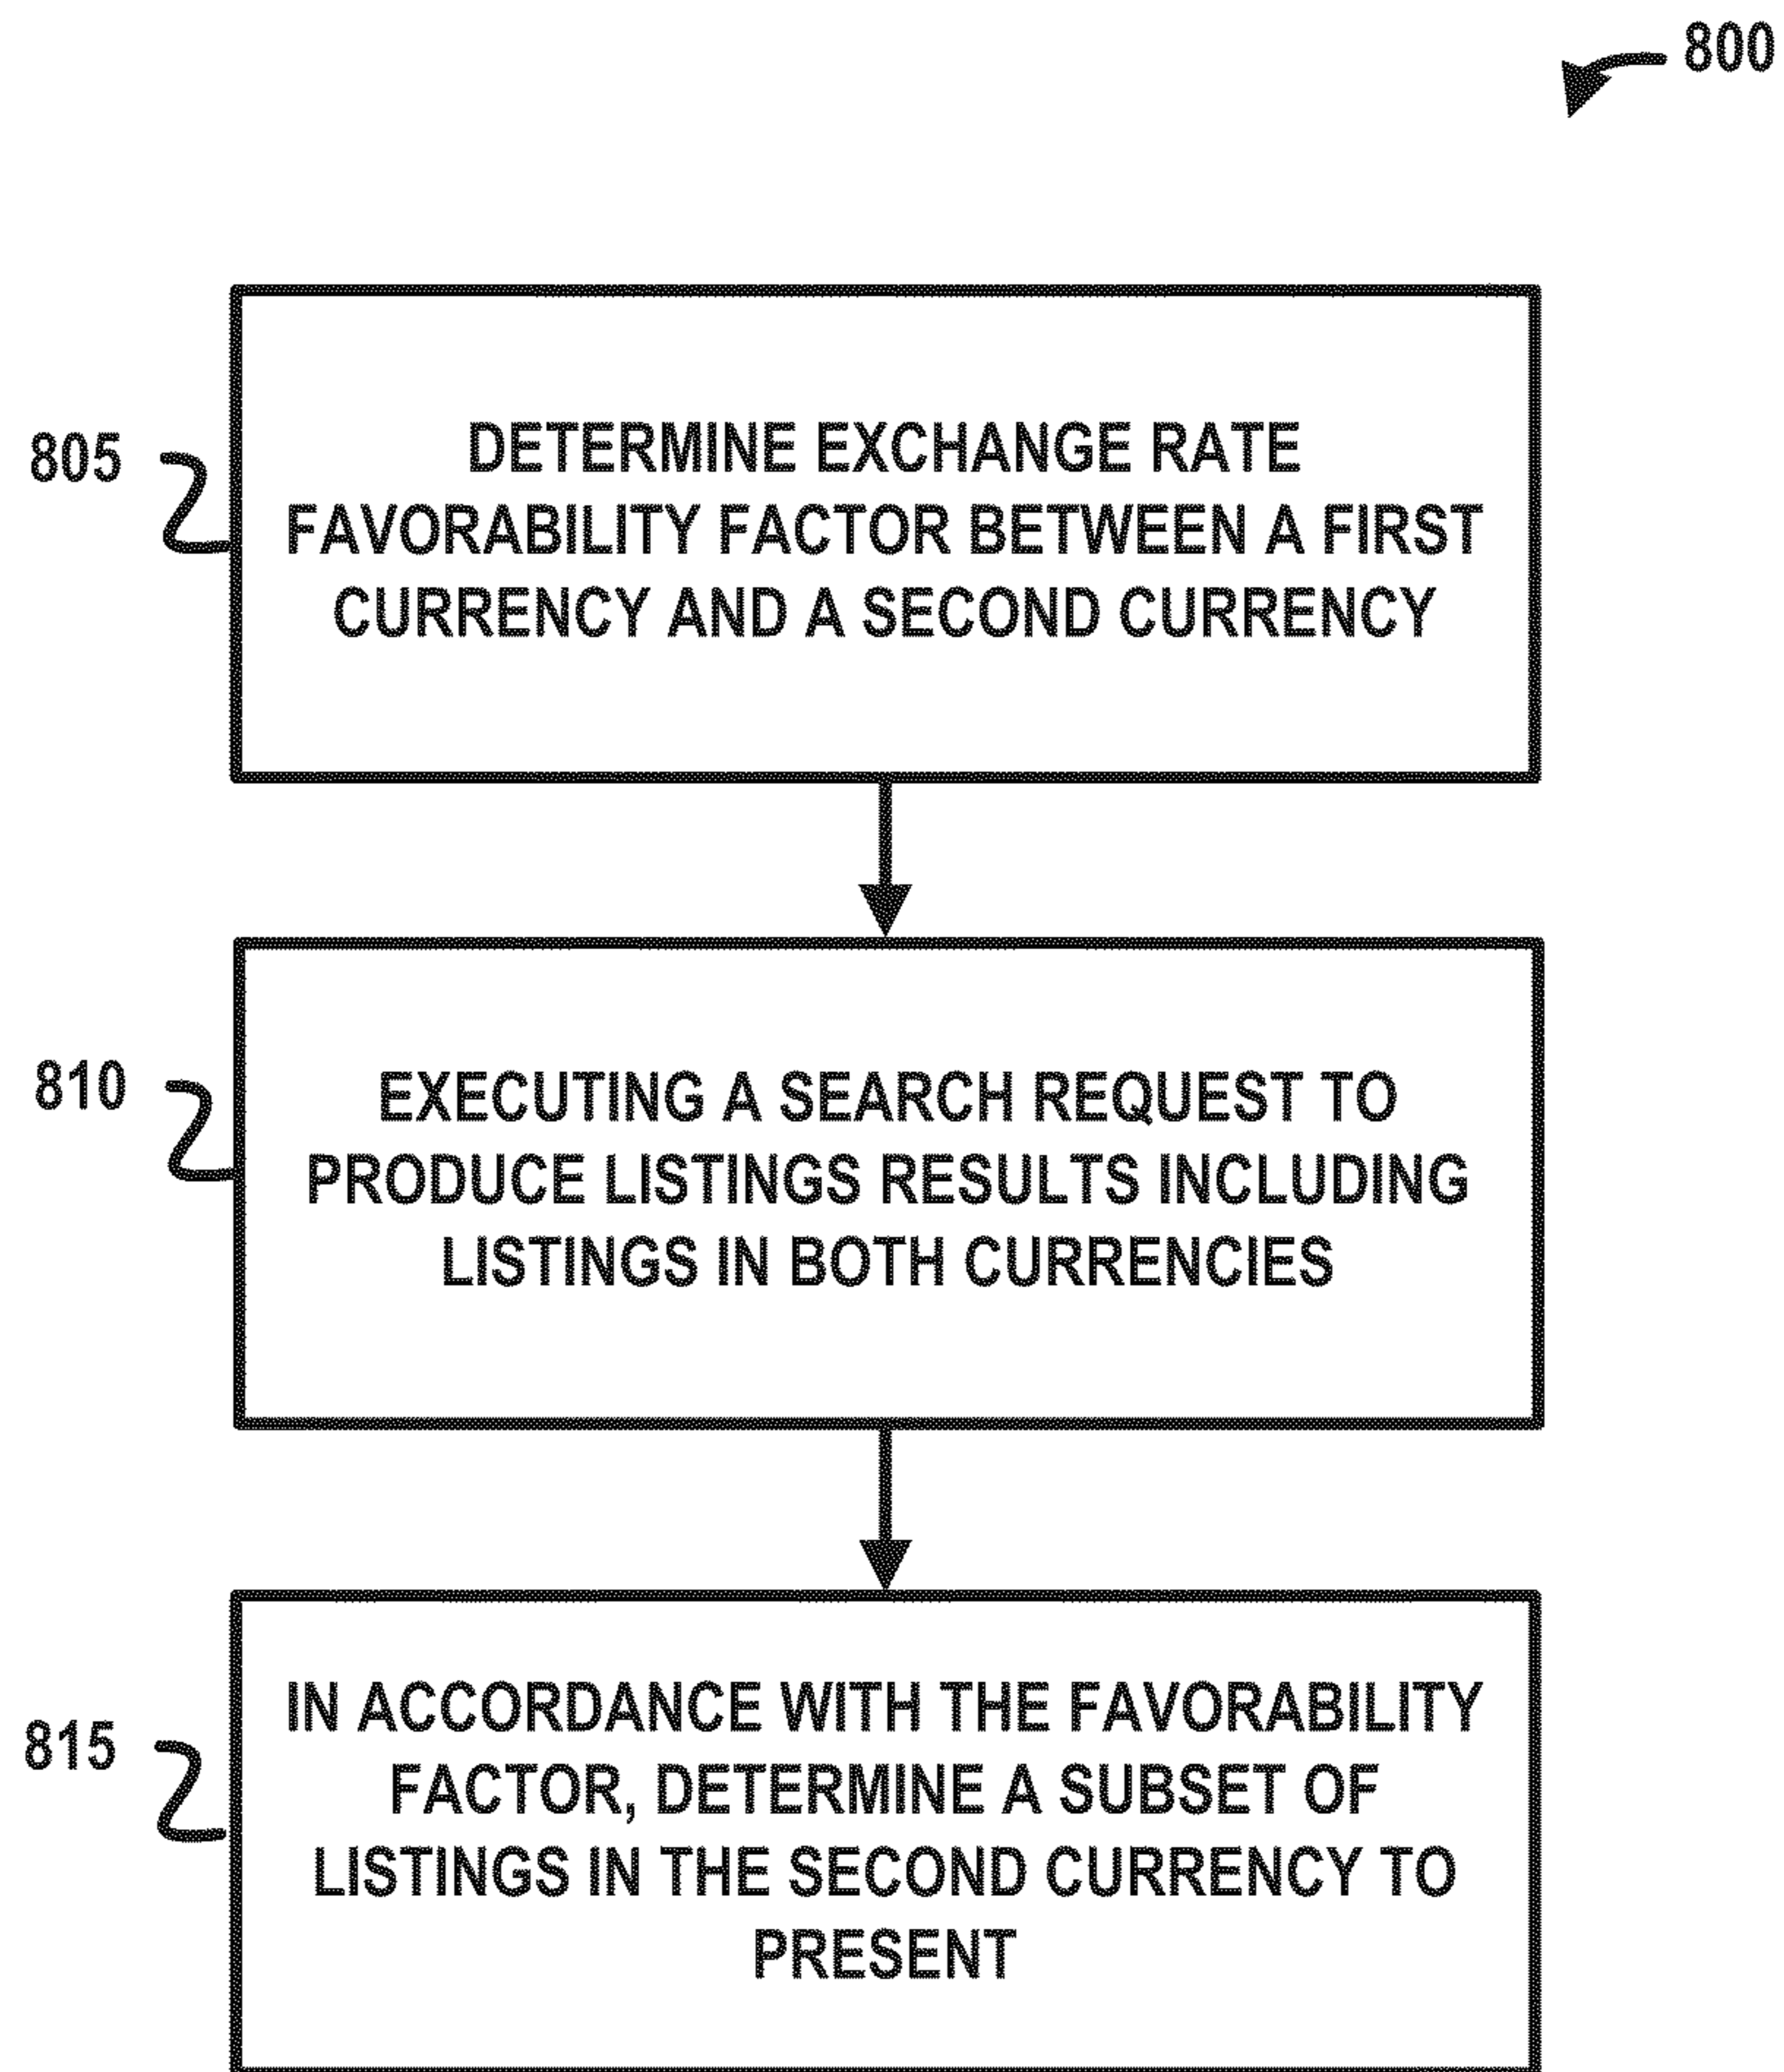 800
805
DETERMINE EXCHANGE RATE
FAVORABILITY FACTOR BETWEEN A FIRST
CURRENCY AND A SECOND CURRENCY
810
EXECUTING A SEARCH REQUEST TO
PRODUCE LISTINGS RESULTS INCLUDING
LISTINGS IN BOTH CURRENCIES
815
IN ACCORDANCE WITH THE FAVORABILITY
FACTOR, DETERMINE A SUBSET OF
LISTINGS IN THE SECOND CURRENCY TO
PRESENT